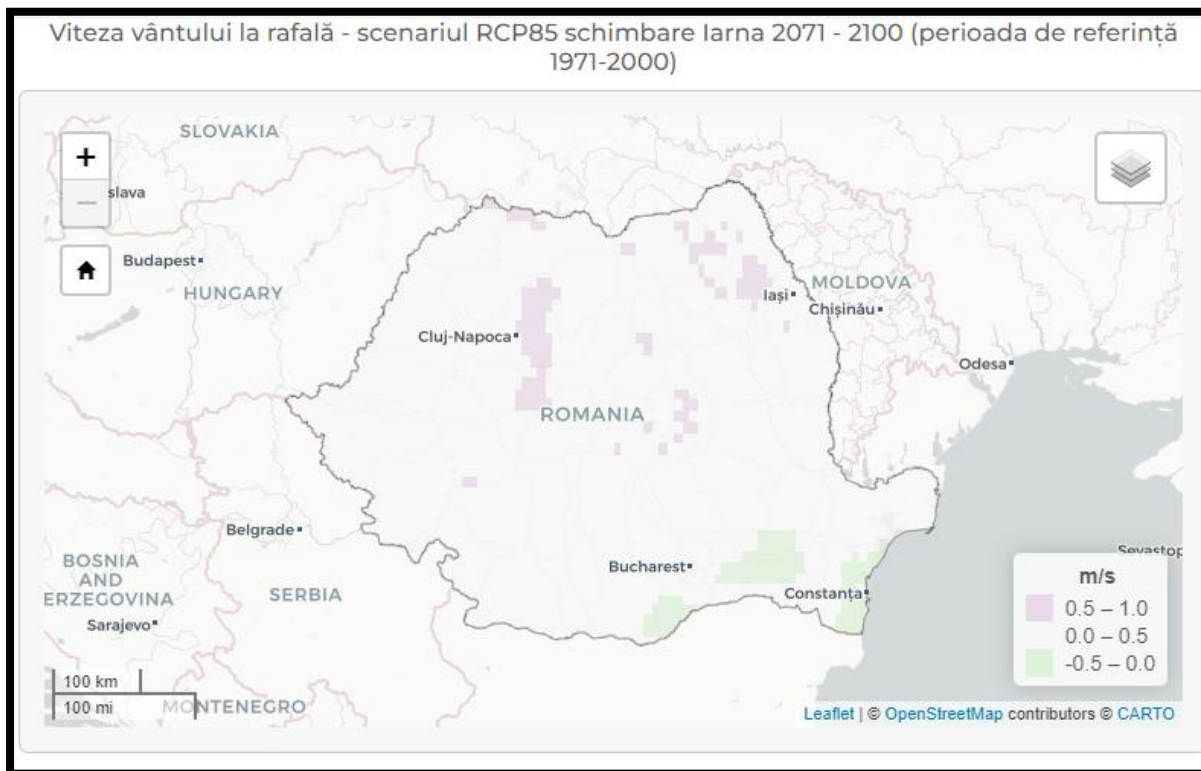 Viteza vântului la rafală - scenariul RCP85 schimbare Iarna 2071 - 2100 (perioada de referință
1971-2000)
SLOVAKIA
+
slava
−
Budapest
HUNGARY
MOLDOVA
Iași
Chișinău
Cluj-Napoca
Odesa
ROMANIA
Belgrade
Sevastop
BOSNIA
AND
ERZEGOVINA
Bucharest
SERBIA
Constanța
Sarajevo
m/s
0.5 – 1.0
0.0 – 0.5
-0.5 – 0.0
100 km
100 mi
MONTENEGRO
Leaflet | © OpenStreetMap contributors © CARTO